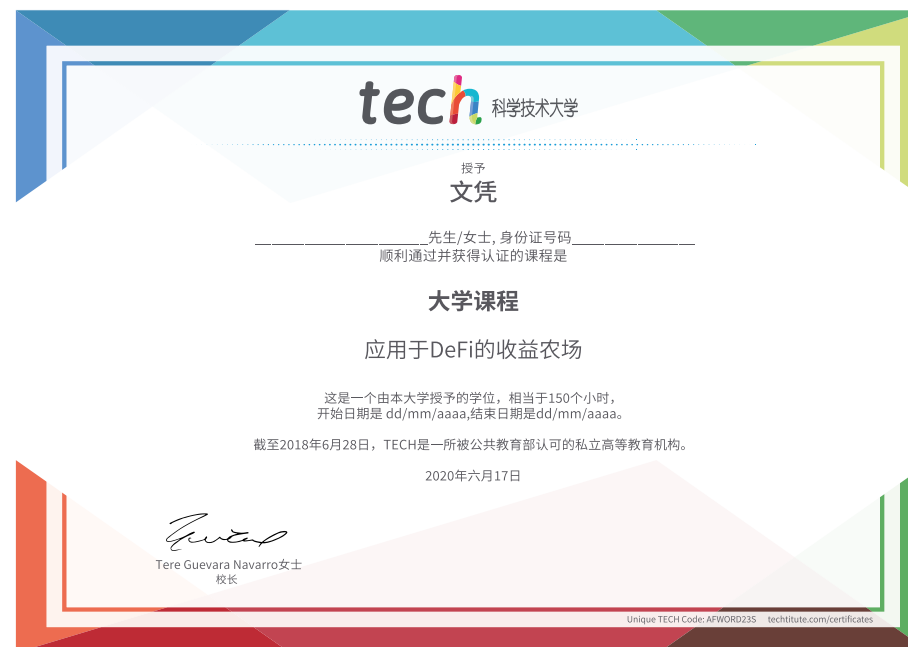 tech 科学技术大学
授予
文凭
______________________先生/女士, 身份证号码_______________
顺利通过并获得认证的课程是
大学课程
应用于DeFi的收益农场
这是一个由本大学授予的学位，相当于150个小时，
开始日期是 dd/mm/aaaa,结束日期是dd/mm/aaaa。
截至2018年6月28日，TECH是一所被公共教育部认可的私立高等教育机构。
2020年六月17日
Tere Guevara Navarro女士
校长
Unique TECH Code: AFWORD23S techtitute.com/certificates